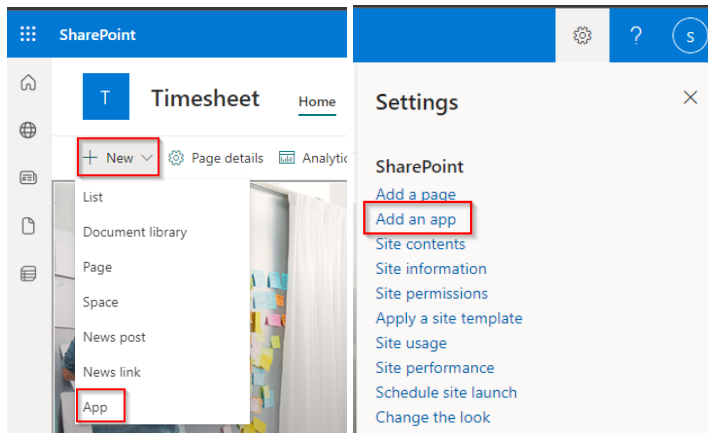 SharePoint
T
Timesheet
Home
New
Page details
Analytic
List
Document library
Page
Space
News post
News link
App
?
S
Settings
SharePoint
Add a page
Add an app
Site contents
Site information
Site permissions
Apply a site template
Site usage
Site performance
Schedule site launch
Change the look